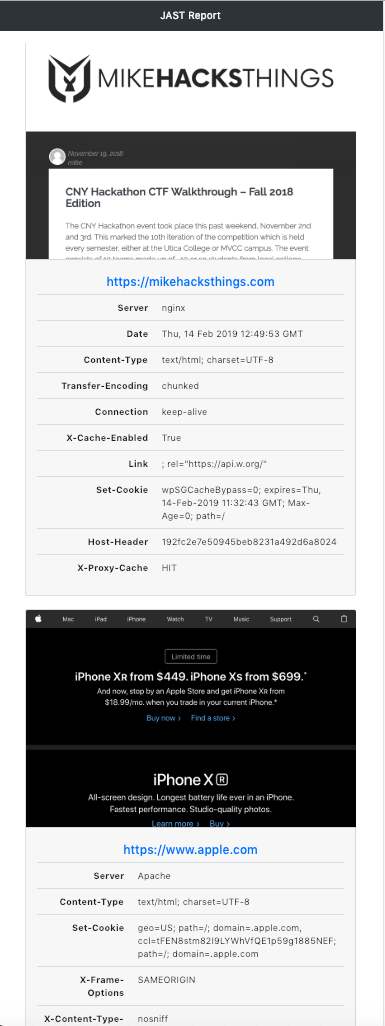 JAST Report
MIKEHACKSTHINGS
November 19, 2018
mike
CNY Hackathon CTF Walkthrough – Fall 2018
Edition
The CNY Hackathon event took place this past weekend, November 2nd
and 3rd. This marked the 10th iteration of the competition which is held
every semester, either at the Utica College or MVCC campus. The event
https://mikehacksthings.com
Server nginx
Date Thu, 14 Feb 2019 12:49:53 GMT
Content-Type text/html; charset=UTF-8
Transfer-Encoding chunked
Connection keep-alive
X-Cache-Enabled True
Link ; rel="https://api.w.org/"
Set-Cookie wpSGCacheBypass=0; expires=Thu,
14-Feb-2019 11:32:43 GMT; Max-
Age=0; path=/
Host-Header 192fc2e7e50945beb8231a492d6a8024
X-Proxy-Cache HIT
Mac iPad iPhone Watch TV Music Support
Limited time
iPhone XR from $449. iPhone XS from $699.*
And now, stop by an Apple Store and get iPhone XR from
$18.99/mo. when you trade in your current iPhone.*
Buy now > Find a store >
iPhone XR
All-screen design. Longest battery life ever in an iPhone.
Fastest performance. Studio-quality photos.
Learn more > Buy >
https://www.apple.com
Server Apache
Content-Type text/html; charset=UTF-8
Set-Cookie geo=US; path=/; domain=.apple.com,
ccl=tFEN8stm28I9LYWhVfQE1p59g1885NEF;
path=/; domain=.apple.com
X-Frame- SAMEORIGIN
Options
X-Content-Type- nosniff